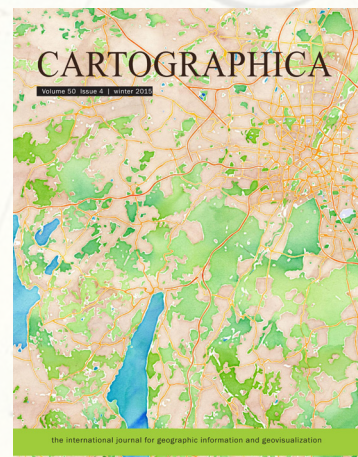 CARTOGRAPHICA
Volume 50 Issue 4 | winter 2015
the international journal for geographic information and geovisualization